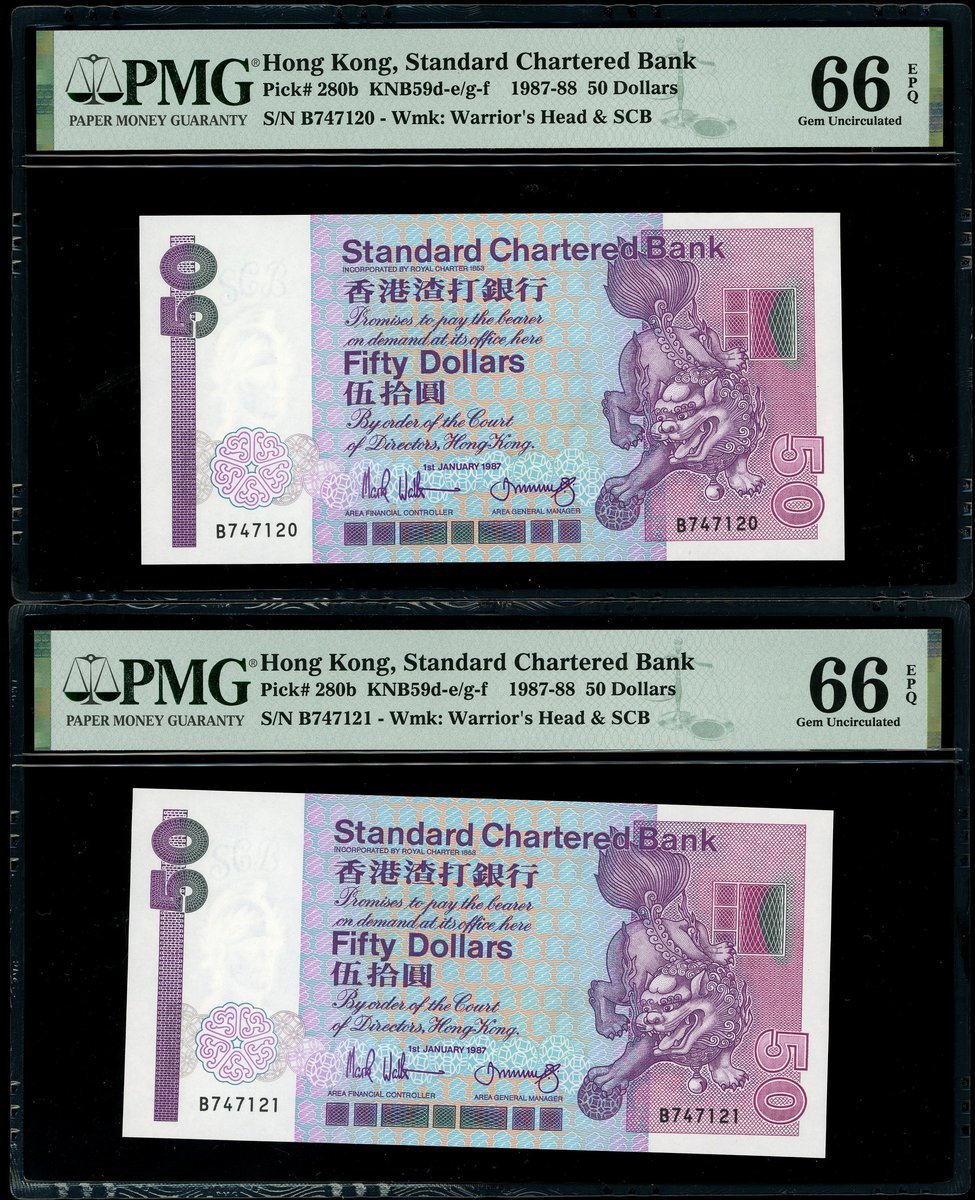 PMG®
PAPER MONEY GUARANTY
Hong Kong, Standard Chartered Bank
Pick# 280b KNB59d-e/g-f 1987-88 50 Dollars
S/N B747120 - Wmk: Warrior's Head & SCB
66 EPQ
Gem Uncirculated
50
Standard Chartered Bank
INCORPORATED BY ROYAL CHARTER 1853
香港渣打銀行
Promises to pay the bearer
on demand at its office here
Fifty Dollars
伍拾圓
By order of the Court
of Directors, Hong Kong.
1st JANUARY 1987
AREA FINANCIAL CONTROLLER AREA GENERAL MANAGER
B747120
B747120
50
PMG®
PAPER MONEY GUARANTY
Hong Kong, Standard Chartered Bank
Pick# 280b KNB59d-e/g-f 1987-88 50 Dollars
S/N B747121 - Wmk: Warrior's Head & SCB
66 EPQ
Gem Uncirculated
50
Standard Chartered Bank
INCORPORATED BY ROYAL CHARTER 1853
香港渣打銀行
Promises to pay the bearer
on demand at its office here
Fifty Dollars
伍拾圓
By order of the Court
of Directors, Hong Kong.
1st JANUARY 1987
AREA FINANCIAL CONTROLLER AREA GENERAL MANAGER
B747121
B747121
50